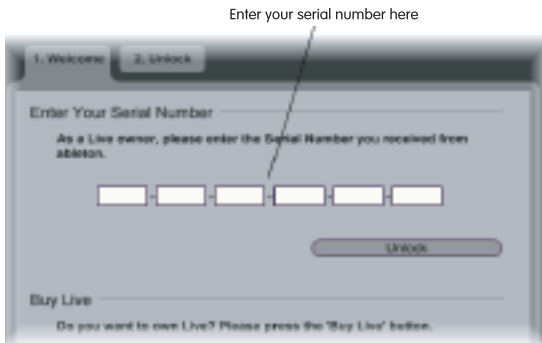 Enter your serial number here
1. Welcome
2. Unlock
Enter Your Serial Number
As a Live owner, please enter the Serial Number you received from
ableton.
- - - - -
Unlock
Buy Live
Do you want to own Live? Please press the 'Buy Live' button.